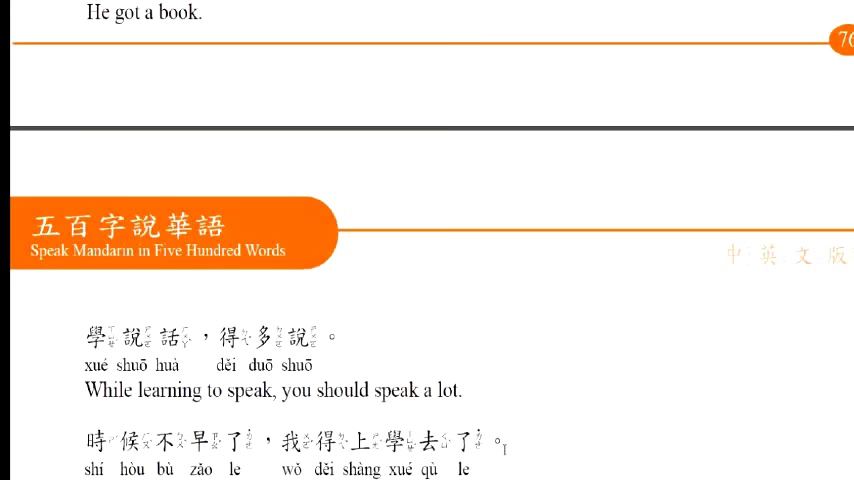 He got a book.
五百字說華語
Speak Mandarin in Five Hundred Words
中英文版
學說話，得多說。
xué shuō huà děi duō shuō
While learning to speak, you should speak a lot.
時候不早了，我得上學去了。
shí hòu bù zǎo le wǒ děi shàng xué qù le